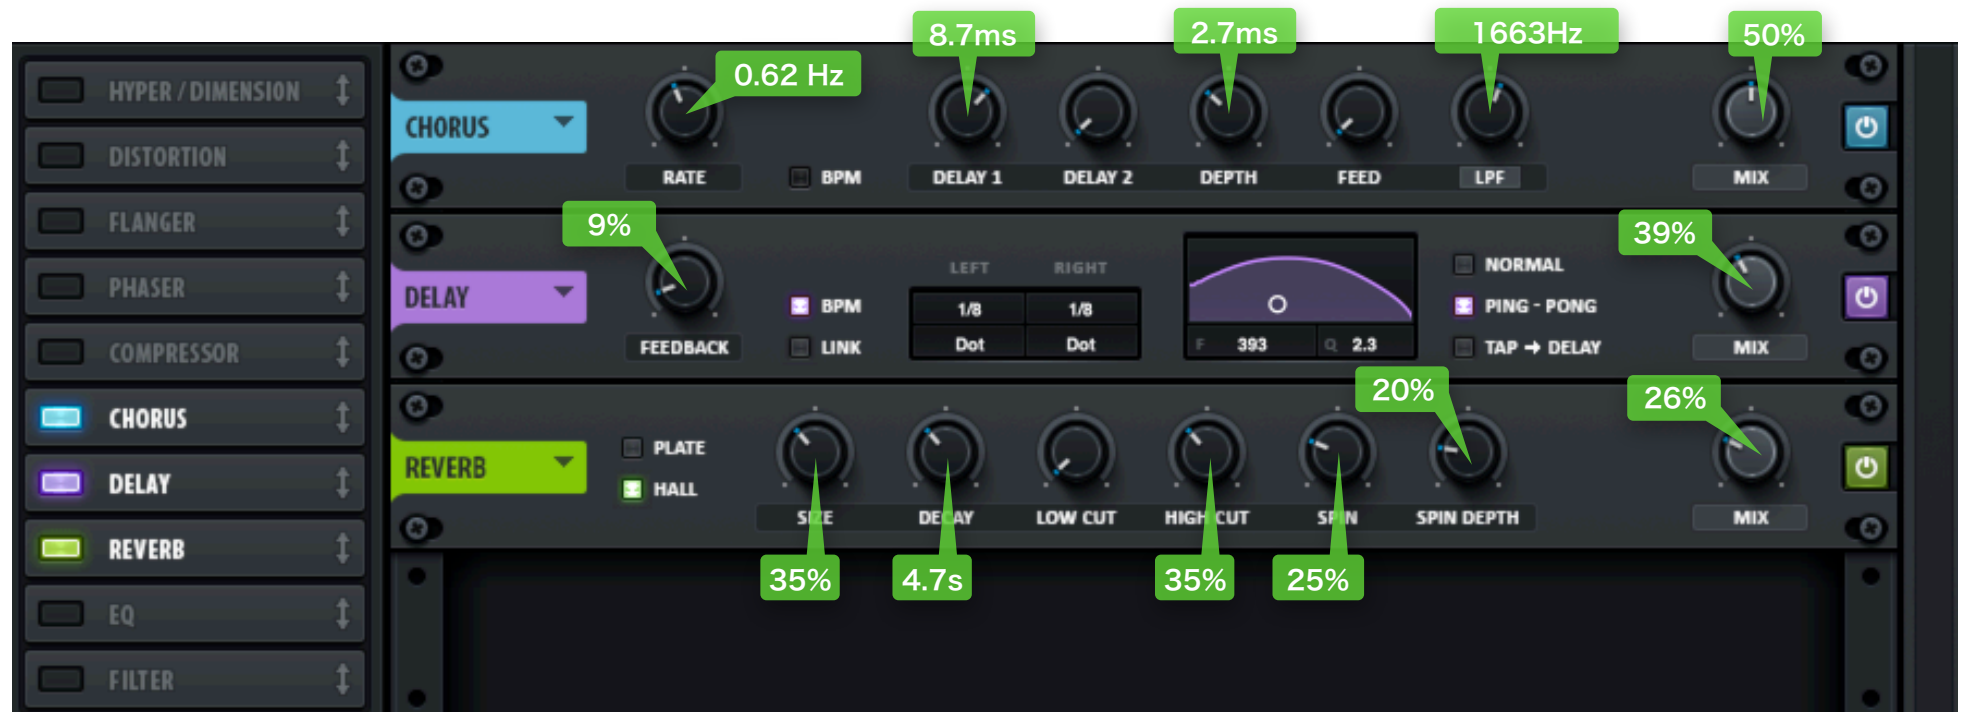 HYPER / DIMENSION
DISTORTION
FLANGER
PHASER
COMPRESSOR
CHORUS
DELAY
REVERB
EQ
FILTER
CHORUS
0.62 Hz
8.7ms
2.7ms
1663Hz
50%
RATE
BPM
DELAY 1
DELAY 2
DEPTH
FEED
LPF
MIX
DELAY
9%
FEEDBACK
BPM
LINK
LEFT RIGHT
1/8 1/8
Dot Dot
F 393 Q 2.3
NORMAL
PING - PONG
TAP ➔ DELAY
39%
MIX
REVERB
PLATE
HALL
20%
26%
SIZE
DECAY
LOW CUT
HIGH CUT
SPIN
SPIN DEPTH
MIX
35%
4.7s
35%
25%